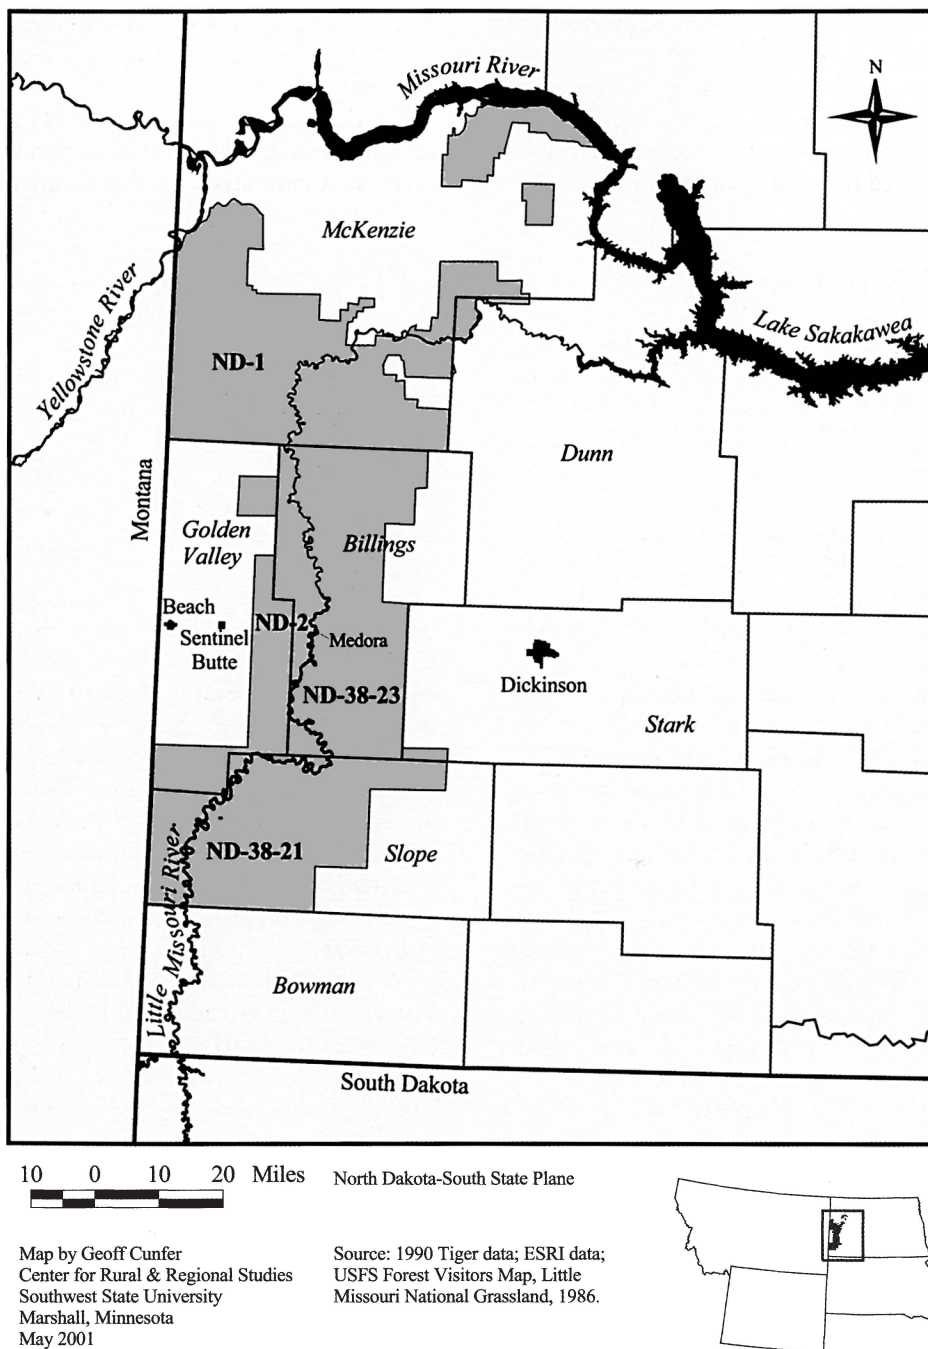 Missouri River
N
McKenzie
Yellowstone River
Lake Sakakawea
ND-1
Dunn
Montana
Golden
Valley
Billings
Beach
Sentinel
Butte
ND-2
Medora
ND-38-23
Dickinson
Stark
ND-38-21
Slope
Little Missouri River
Bowman
South Dakota
10 0 10 20 Miles
North Dakota-South State Plane
Map by Geoff Cunfer
Center for Rural & Regional Studies
Southwest State University
Marshall, Minnesota
May 2001
Source: 1990 Tiger data; ESRI data;
USFS Forest Visitors Map, Little
Missouri National Grassland, 1986.